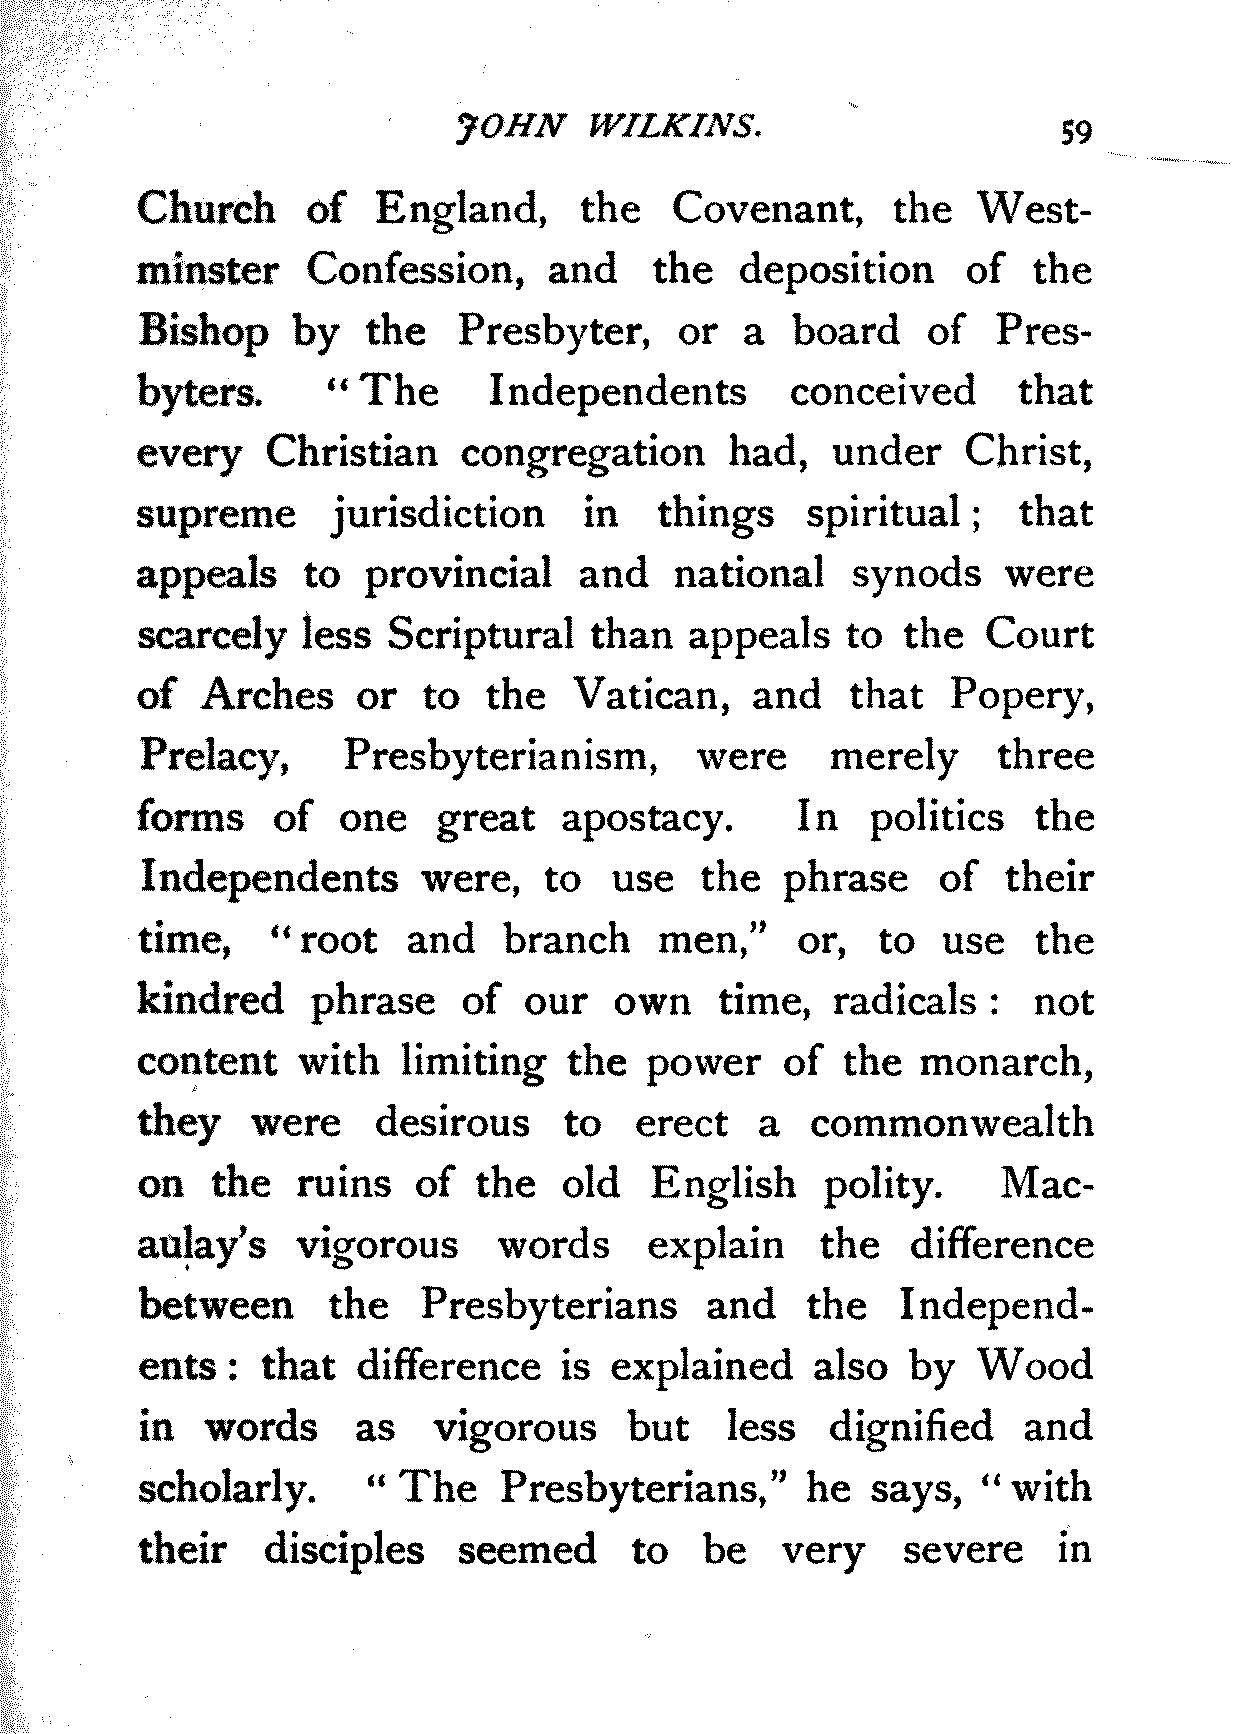 JOHN WILKINS. 59
Church of England, the Covenant, the West-
minster Confession, and the deposition of the
Bishop by the Presbyter, or a board of Pres-
byters. “The Independents conceived that
every Christian congregation had, under Christ,
supreme jurisdiction in things spiritual; that
appeals to provincial and national synods were
scarcely less Scriptural than appeals to the Court
of Arches or to the Vatican, and that Popery,
Prelacy, Presbyterianism, were merely three
forms of one great apostacy. In politics the
Independents were, to use the phrase of their
time, “root and branch men,” or, to use the
kindred phrase of our own time, radicals: not
content with limiting the power of the monarch,
they were desirous to erect a commonwealth
on the ruins of the old English polity. Mac-
aulay’s vigorous words explain the difference
between the Presbyterians and the Independ-
ents: that difference is explained also by Wood
in words as vigorous but less dignified and
scholarly. “The Presbyterians,” he says, “with
their disciples seemed to be very severe in